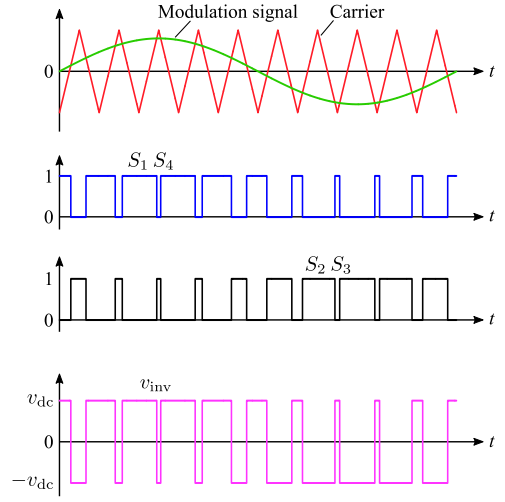 Modulation signal Carrier
0 t
S1 S4
1
0 t
S2 S3
1
0 t
vinv
vdc
0 t
−vdc